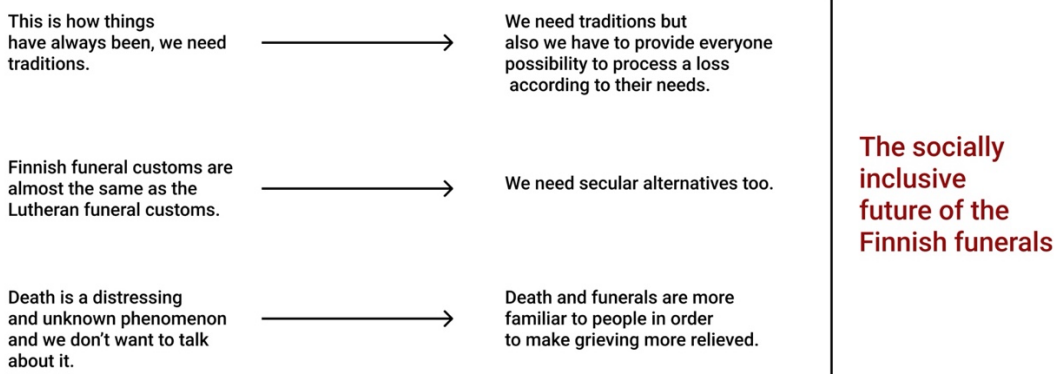 This is how things
have always been, we need
traditions.
We need traditions but
also we have to provide everyone
possibility to process a loss
according to their needs.
Finnish funeral customs are
almost the same as the
Lutheran funeral customs.
We need secular alternatives too.
Death is a distressing
and unknown phenomenon
and we don't want to talk
about it.
Death and funerals are more
familiar to people in order
to make grieving more relieved.
The socially
inclusive
future of the
Finnish funerals